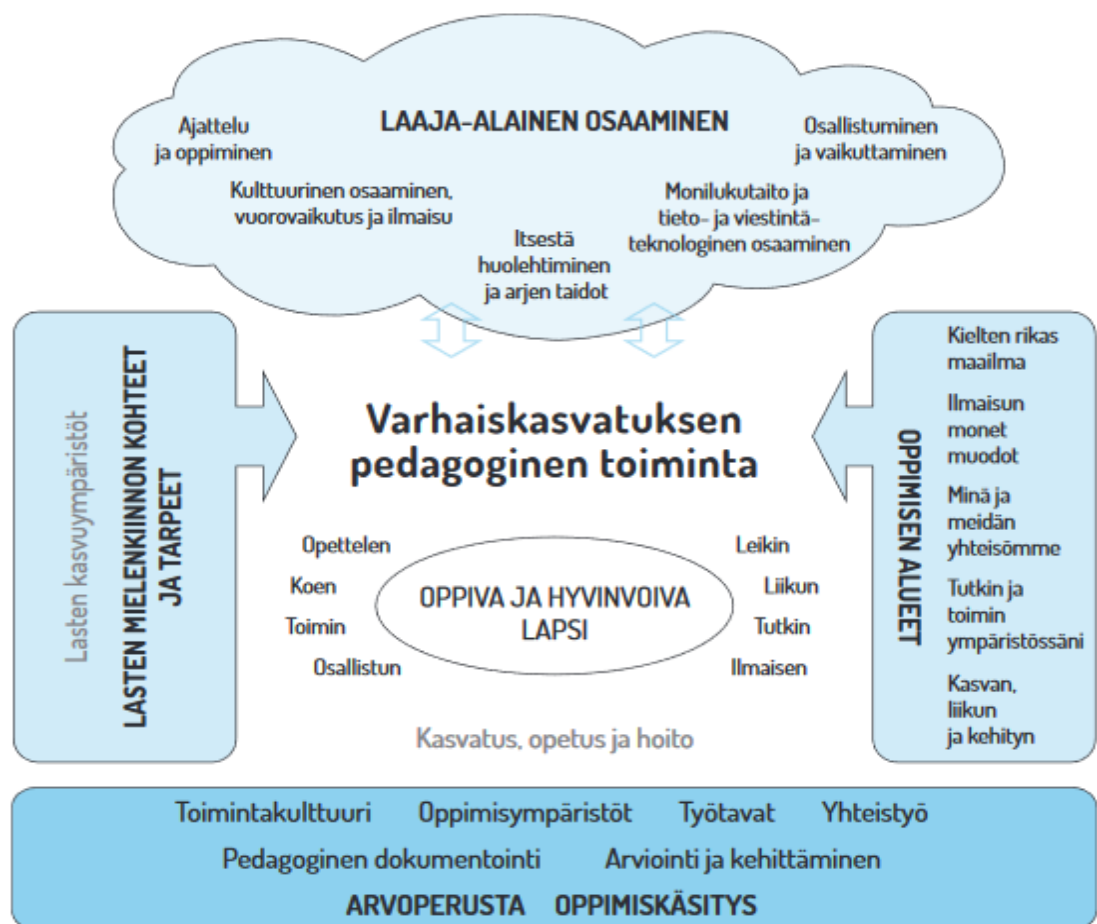 LAAJA-ALAINEN OSAAMINEN
Ajattelu
ja oppiminen
Kulttuurinen osaaminen,
vuorovaikutus ja ilmaisu
Itsestä
huolehtiminen
ja arjen taidot
Monilukutaito ja
tieto- ja viestintä-
teknologinen osaaminen
Osallistuminen
ja vaikuttaminen
Lasten kasvuympäristöt
LASTEN MIELENKIINNON KOHTEET
JA TARPEET
Varhaiskasvatuksen
pedagoginen toiminta
Opettelen
Koen
Toimin
Osallistun
OPPIVA JA HYVINVOIVA
LAPSI
Leikin
Liikun
Tutkin
Ilmaisen
Kasvatus, opetus ja hoito
OPPIMISEN ALUEET
Kielten rikas
maailma
Ilmaisun
monet
muodot
Minä ja
meidän
yhteisömme
Tutkin ja
toimin
ympäristössäni
Kasvan,
liikun
ja kehityn
Toimintakulttuuri Oppimisympäristöt Työtavat Yhteistyö
Pedagoginen dokumentointi Arviointi ja kehittäminen
ARVOPERUSTA OPPIMISKÄSITYS